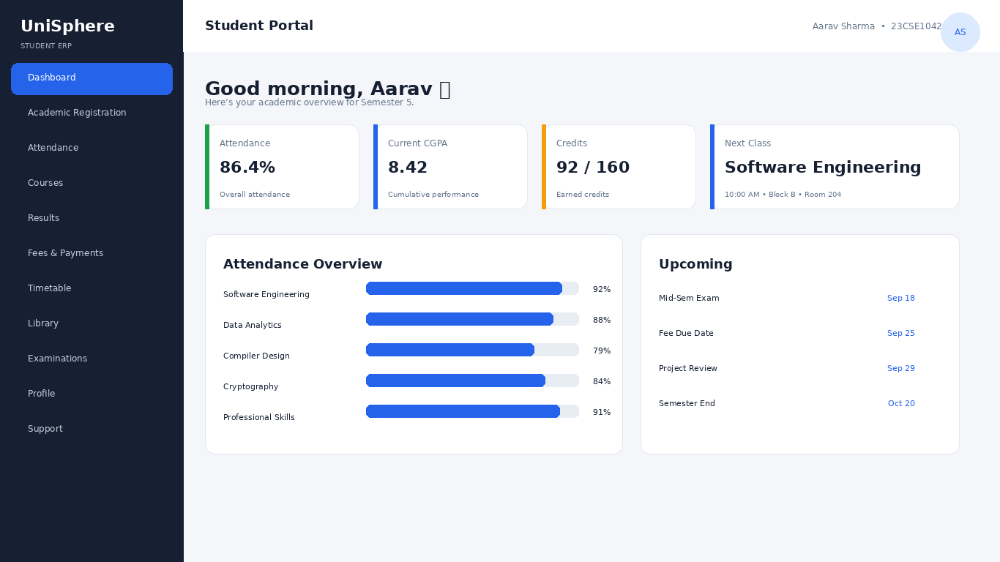 UniSphere
STUDENT ERP
Dashboard
Academic Registration
Attendance
Courses
Results
Fees & Payments
Timetable
Library
Examinations
Profile
Support
Student Portal
Aarav Sharma • 23CSE1042
AS
Good morning, Aarav
Here’s your academic overview for Semester 5.
Attendance
86.4%
Overall attendance
Current CGPA
8.42
Cumulative performance
Credits
92 / 160
Earned credits
Next Class
Software Engineering
10:00 AM • Block B • Room 204
Attendance Overview
Software Engineering 92%
Data Analytics 88%
Compiler Design 79%
Cryptography 84%
Professional Skills 91%
Upcoming
Mid-Sem Exam Sep 18
Fee Due Date Sep 25
Project Review Sep 29
Semester End Oct 20